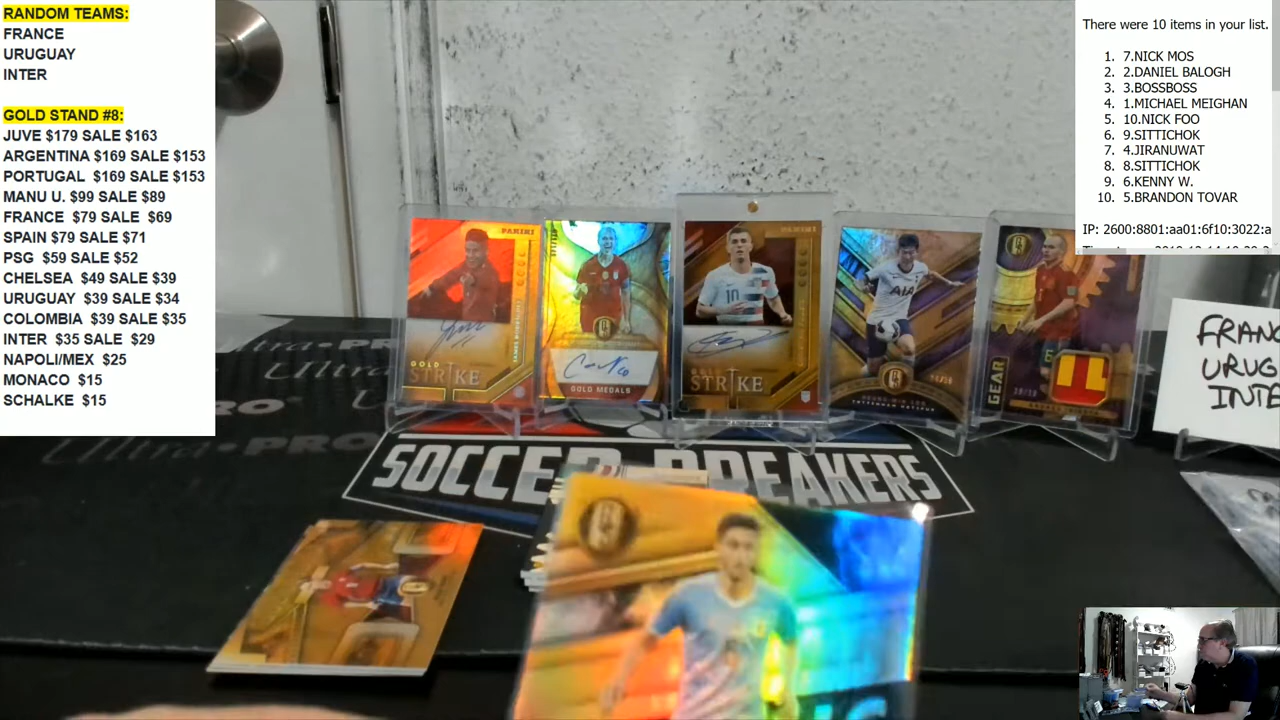 RANDOM TEAMS:
FRANCE
URUGUAY
INTER
GOLD STAND #8:
JUVE $179 SALE $163
ARGENTINA $169 SALE $153
PORTUGAL $169 SALE $153
MANU U. $99 SALE $89
FRANCE $79 SALE $69
SPAIN $79 SALE $71
PSG $59 SALE $52
CHELSEA $49 SALE $39
URUGUAY $39 SALE $34
COLOMBIA $39 SALE $35
INTER $35 SALE $29
NAPOLI/MEX $25
MONACO $15
SCHALKE $15
There were 10 items in your list.
1. 7.NICK MOS
2. 2.DANIEL BALOGH
3. 3.BOSSBOSS
4. 1.MICHAEL MEIGHAN
5. 10.NICK FOO
6. 9.SITTICHOK
7. 4.JIRANUWAT
8. 8.SITTICHOK
9. 6.KENNY W.
10. 5.BRANDON TOVAR
IP: 2600:8801:aa01:6f10:3022:a
PANINI
GOLD
STRIKE
GOLD MEDALS
PANINI
10
GOLD
STRIKE
AIA
GEAR
FRANC
URUG
INTE
SOCCER BREAKERS
Ultra-PRO